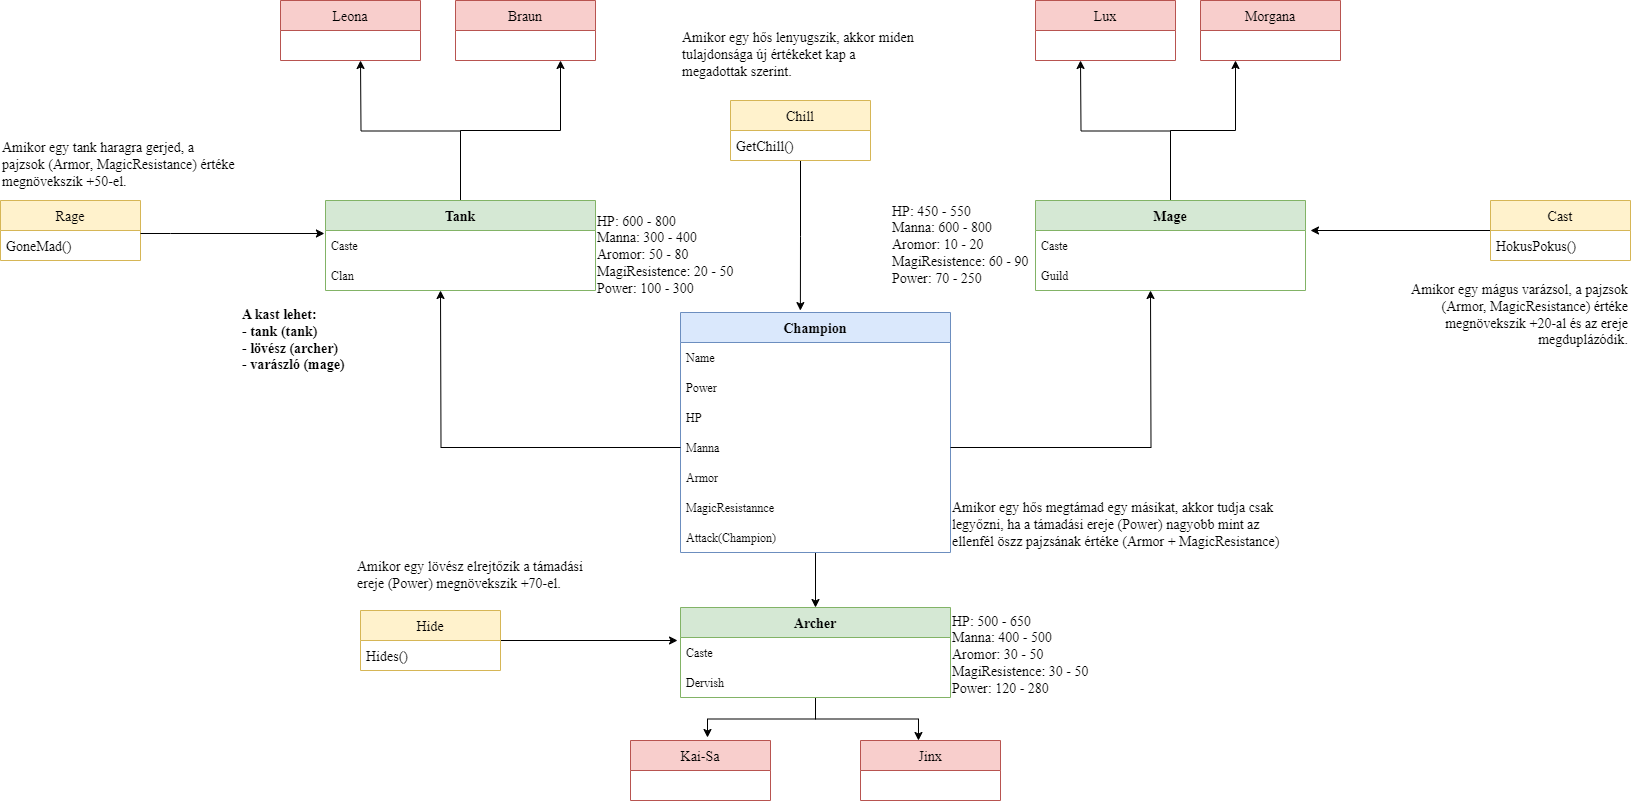 Leona
Braun
Lux
Morgana
Amikor egy hős lenyugszik, akkor miden
tulajdonsága új értékeket kap a
megadottak szerint.
Chill
GetChill()
Amikor egy tank haragra gerjed, a
pajzsok (Armor, MagicResistance) értéke
megnövekszik +50-el.
Rage
GoneMad()
Tank
Caste
Clan
HP: 600 - 800
Manna: 300 - 400
Aromor: 50 - 80
MagiResistence: 20 - 50
Power: 100 - 300
HP: 450 - 550
Manna: 600 - 800
Aromor: 10 - 20
MagiResistence: 60 - 90
Power: 70 - 250
Mage
Caste
Guild
Cast
HokusPokus()
Amikor egy mágus varázsol, a pajzsok
(Armor, MagicResistance) értéke
megnövekszik +20-al és az ereje
megduplázódik.
A kast lehet:
- tank (tank)
- lövész (archer)
- varászló (mage)
Champion
Name
Power
HP
Manna
Armor
MagicResistannce
Attack(Champion)
Amikor egy hős megtámad egy másikat, akkor tudja csak
legyőzni, ha a támadási ereje (Power) nagyobb mint az
ellenfél öszz pajzsának értéke (Armor + MagicResistance)
Amikor egy lövész elrejtőzik a támadási
ereje (Power) megnövekszik +70-el.
Hide
Hides()
Archer
Caste
Dervish
HP: 500 - 650
Manna: 400 - 500
Aromor: 30 - 50
MagiResistence: 30 - 50
Power: 120 - 280
Kai-Sa
Jinx